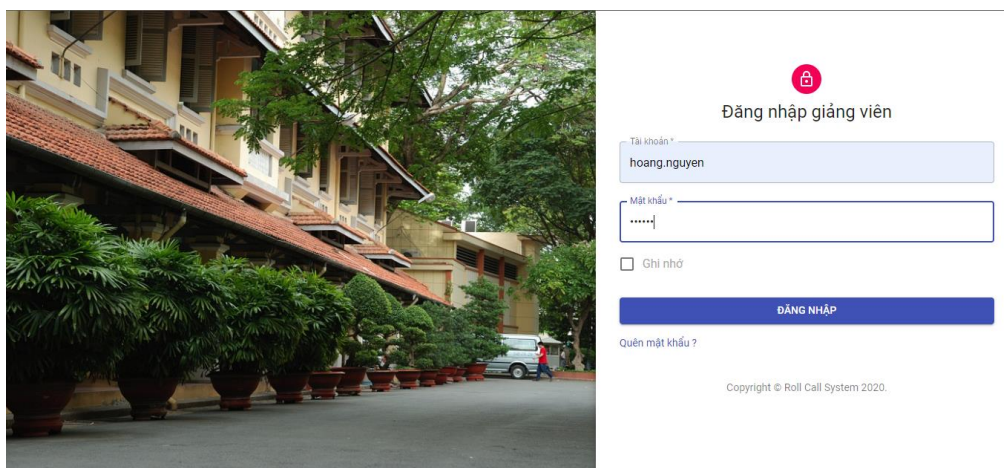 Đăng nhập giảng viên
Tài khoản *
hoang.nguyen
Mật khẩu *
••••••
Ghi nhớ
ĐĂNG NHẬP
Quên mật khẩu ?
Copyright © Roll Call System 2020.